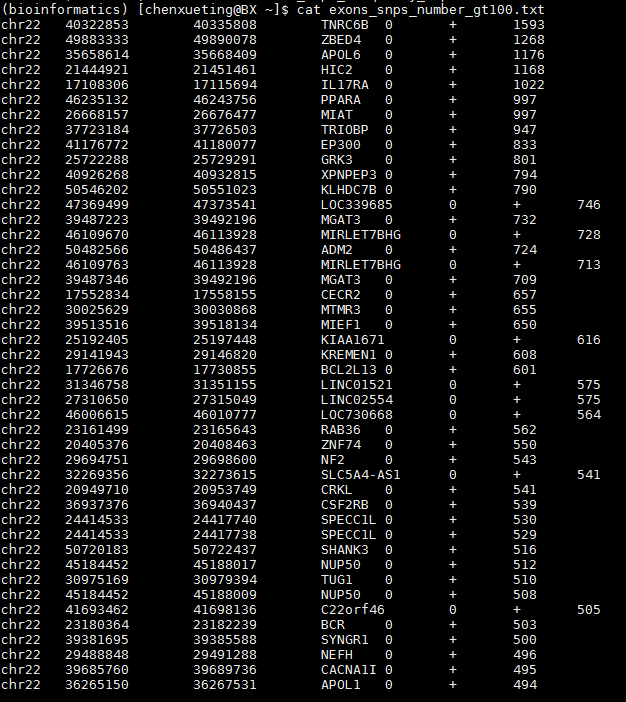 (bioinformatics) [chenxueting@BX ~]$ cat exons_snps_number_gt100.txt
chr22 40322853 40335808 TNRC6B 0 + 1593
chr22 49883333 49890078 ZBED4 0 + 1268
chr22 35658614 35668409 APOL6 0 + 1176
chr22 21444921 21451461 HIC2 0 + 1168
chr22 17108306 17115694 IL17RA 0 + 1022
chr22 46235132 46243756 PPARA 0 + 997
chr22 26668157 26676477 MIAT 0 + 997
chr22 37723184 37726503 TRIOBP 0 + 947
chr22 41176772 41180077 EP300 0 + 833
chr22 25722288 25729291 GRK3 0 + 801
chr22 40926268 40932815 XPNPEP3 0 + 794
chr22 50546202 50551023 KLHDC7B 0 + 790
chr22 47369499 47373541 LOC339685 0 + 746
chr22 39487223 39492196 MGAT3 0 + 732
chr22 46109670 46113928 MIRLET7BHG 0 + 728
chr22 50482566 50486437 ADM2 0 + 724
chr22 46109763 46113928 MIRLET7BHG 0 + 713
chr22 39487346 39492196 MGAT3 0 + 709
chr22 17552834 17558155 CECR2 0 + 657
chr22 30025629 30030868 MTMR3 0 + 655
chr22 39513516 39518134 MIEF1 0 + 650
chr22 25192405 25197448 KIAA1671 0 + 616
chr22 29141943 29146820 KREMEN1 0 + 608
chr22 17726676 17730855 BCL2L13 0 + 601
chr22 31346758 31351155 LINC01521 0 + 575
chr22 27310650 27315049 LINC02554 0 + 575
chr22 46006615 46010777 LOC730668 0 + 564
chr22 23161499 23165643 RAB36 0 + 562
chr22 20405376 20408463 ZNF74 0 + 550
chr22 29694751 29698600 NF2 0 + 543
chr22 32269356 32273615 SLC5A4-AS1 0 + 541
chr22 20949710 20953749 CRKL 0 + 541
chr22 36937376 36940437 CSF2RB 0 + 539
chr22 24414533 24417740 SPECC1L 0 + 530
chr22 24414533 24417738 SPECC1L 0 + 529
chr22 50720183 50722437 SHANK3 0 + 516
chr22 45184452 45188017 NUP50 0 + 512
chr22 30975169 30979394 TUG1 0 + 510
chr22 45184452 45188009 NUP50 0 + 508
chr22 41693462 41698136 C22orf46 0 + 505
chr22 23180364 23182239 BCR 0 + 503
chr22 39381695 39385588 SYNGR1 0 + 500
chr22 29488848 29491288 NEFH 0 + 496
chr22 39685760 39689736 CACNA1I 0 + 495
chr22 36265150 36267531 APOL1 0 + 494